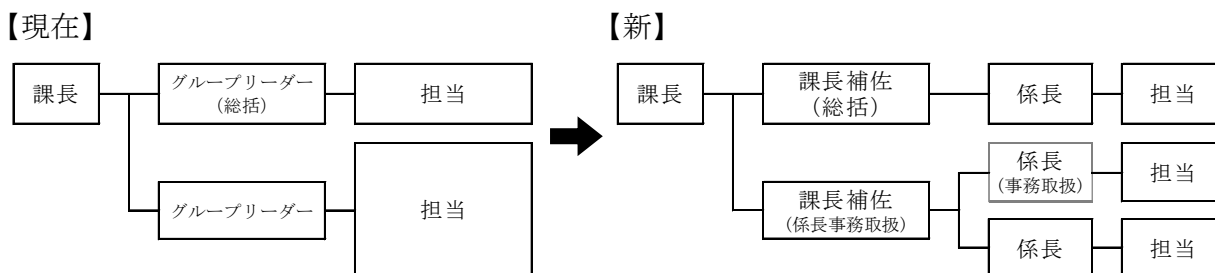 【現在】
課長
グループリーダー
(総括)
担当
グループリーダー
担当
【新】
課長
課長補佐
(総括)
係長
担当
課長補佐
(係長事務取扱)
係長
(事務取扱)
担当
係長
担当